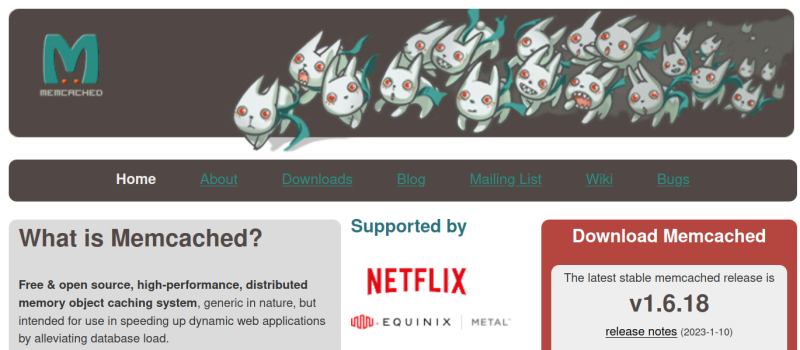 MEMCACHED
Home About Downloads Blog Mailing List Wiki Bugs
What is Memcached?
Free & open source, high-performance, distributed
memory object caching system, generic in nature, but
intended for use in speeding up dynamic web applications
by alleviating database load.
Supported by
NETFLIX
EQUINIX METAL
Download Memcached
The latest stable memcached release is
v1.6.18
release notes (2023-1-10)